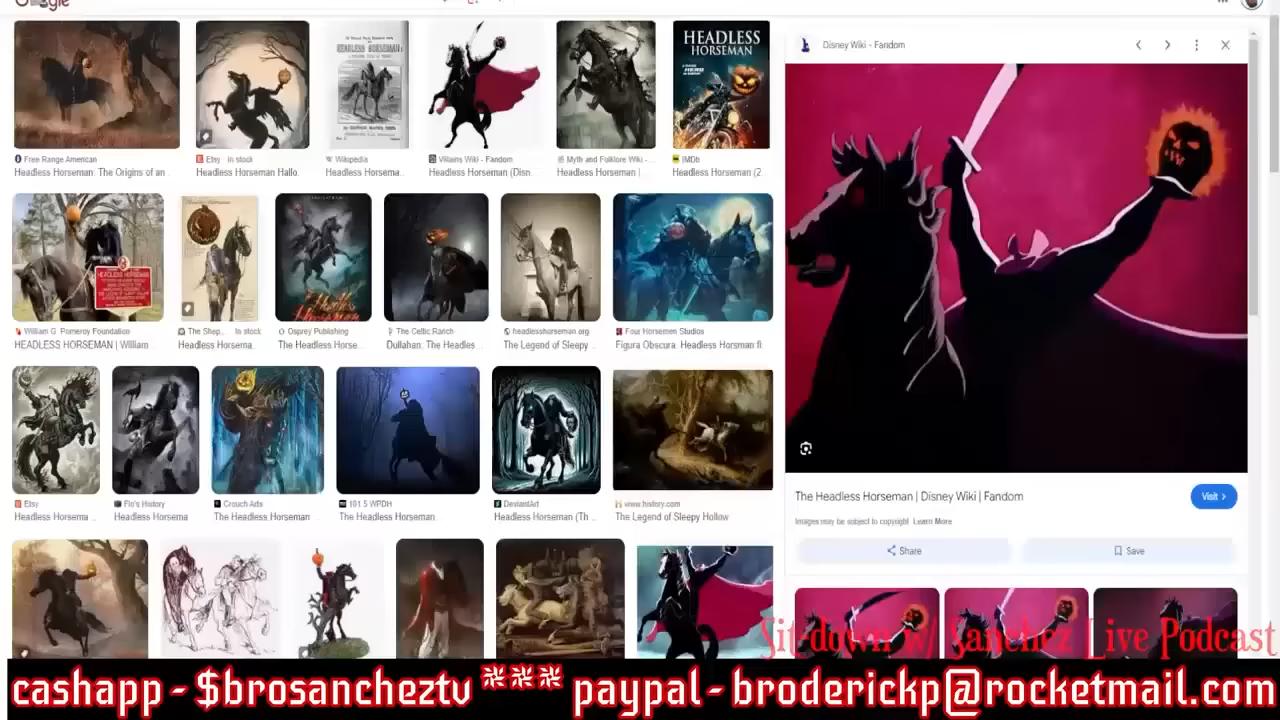 Google
Disney Wiki - Fandom
HEADLESS HORSEMAN
HEADLESS
HORSEMAN
Free Range American
Etsy In stock
Wikipedia
Villains Wiki - Fandom
Myth and Folklore Wiki -...
IMDb
Headless Horseman: The Origins of an ..
Headless Horseman Hallo..
Headless Horsema...
Headless Horseman (Disn...
Headless Horseman | ..
Headless Horseman (2...
HEADLESS HORSEMAN
William G. Pomeroy Foundation
The Shep... In stock
Osprey Publishing
The Celtic Ranch
headlesshorseman.org
Four Horsemen Studios
HEADLESS HORSEMAN | William ...
Headless Horsema..
The Headless Horse...
Dullahan: The Headles...
The Legend of Sleepy ...
Figura Obscura: Headless Horsman fi..
Etsy
Flo's History
Crouch Arts
101.5 WPDH
DeviantArt
www.history.com
Headless Horsema...
Headless Horsema
The Headless Horseman
The Headless Horseman
Headless Horseman (Th...
The Legend of Sleepy Hollow
The Headless Horseman | Disney Wiki | Fandom
Visit
Images may be subject to copyright. Learn More
Share
Save
Sit-down w/ Sanchez Live Podcast
cashapp - $brosancheztv *** paypal - broderickp@rocketmail.com